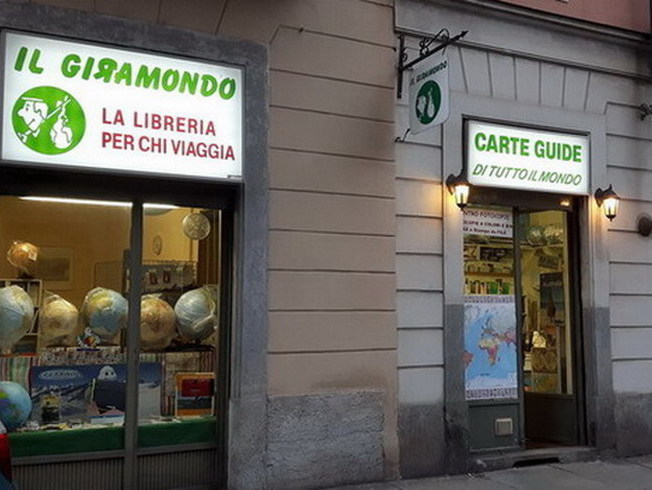 IL GIRAMONDO
LA LIBRERIA
PER CHI VIAGGIA
IL GIRAMONDO
CARTE GUIDE
DI TUTTO IL MONDO